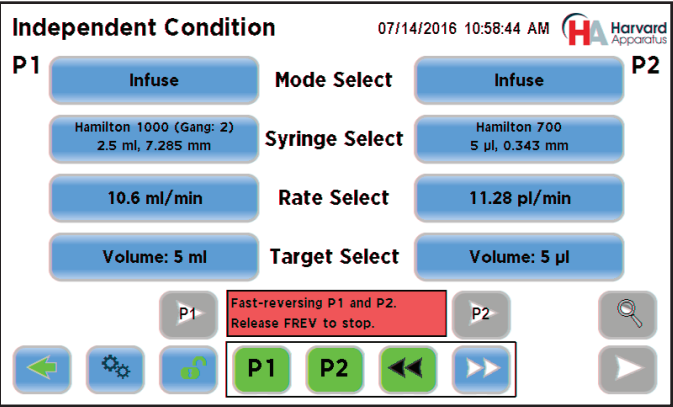 Independent Condition
07/14/2016 10:58:44 AM
HA
Harvard
Apparatus
P1
P2
Infuse
Mode Select
Infuse
Hamilton 1000 (Gang: 2)
2.5 ml, 7.285 mm
Syringe Select
Hamilton 700
5 µl, 0.343 mm
10.6 ml/min
Rate Select
11.28 pl/min
Volume: 5 ml
Target Select
Volume: 5 µl
P1
Fast-reversing P1 and P2.
Release FREV to stop.
P2
P1
P2